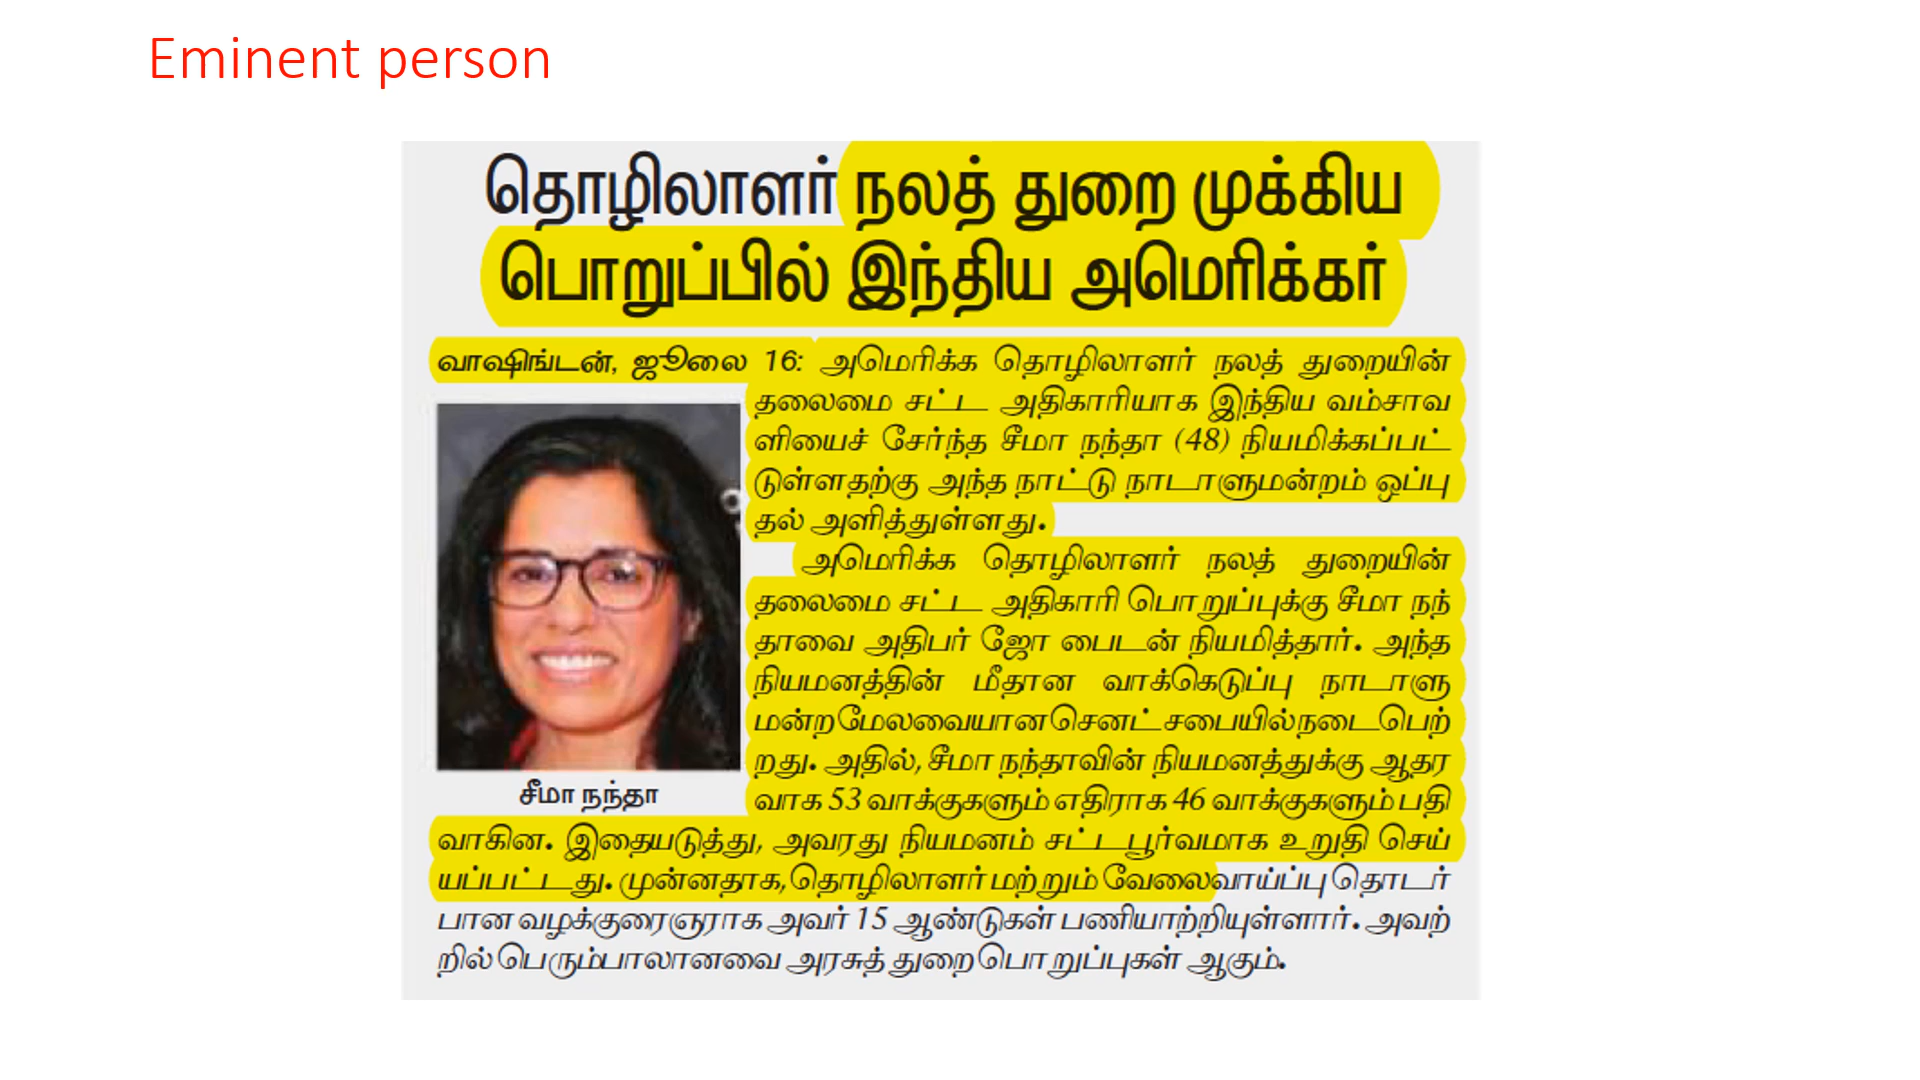 Eminent person
தொழிலாளர் நலத் துறை முக்கிய
பொறுப்பில் இந்திய அமெரிக்கர்
வாஷிங்டன், ஜூலை 16: அமெரிக்க தொழிலாளர் நலத் துறையின்
தலைமை சட்ட அதிகாரியாக இந்திய வம்சாவ
ளியைச் சேர்ந்த சீமா நந்தா (48) நியமிக்கப்பட்
டுள்ளதற்கு அந்த நாட்டு நாடாளுமன்றம் ஒப்பு
தல் அளித்துள்ளது.
அமெரிக்க தொழிலாளர் நலத் துறையின்
தலைமை சட்ட அதிகாரி பொறுப்புக்கு சீமா நந்
தாவை அதிபர் ஜோ பைடன் நியமித்தார். அந்த
நியமனத்தின் மீதான வாக்கெடுப்பு நாடாளு
மன்ற மேலவையான செனட் சபையில் நடைபெற்
றது. அதில், சீமா நந்தாவின் நியமனத்துக்கு ஆதர
வாக 53 வாக்குகளும் எதிராக 46 வாக்குகளும் பதி
சீமா நந்தா
வாகின. இதையடுத்து, அவரது நியமனம் சட்டபூர்வமாக உறுதி செய்
யப்பட்டது. முன்னதாக, தொழிலாளர் மற்றும் வேலைவாய்ப்பு தொடர்
பான வழக்குரைஞராக அவர் 15 ஆண்டுகள் பணியாற்றியுள்ளார். அவற்
றில் பெரும்பாலானவை அரசுத் துறை பொறுப்புகள் ஆகும்.